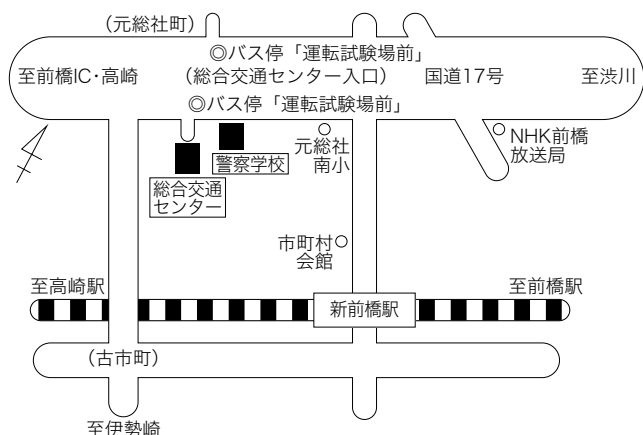 (元総社町)
◎バス停「運転試験場前」
至前橋IC・高崎
(総合交通センター入口)
国道17号
至渋川
◎バス停「運転試験場前」
元総社
南小
NHK前橋
放送局
警察学校
総合交通
センター
市町村
会館
至高崎駅
至前橋駅
新前橋駅
(古市町)
至伊勢崎